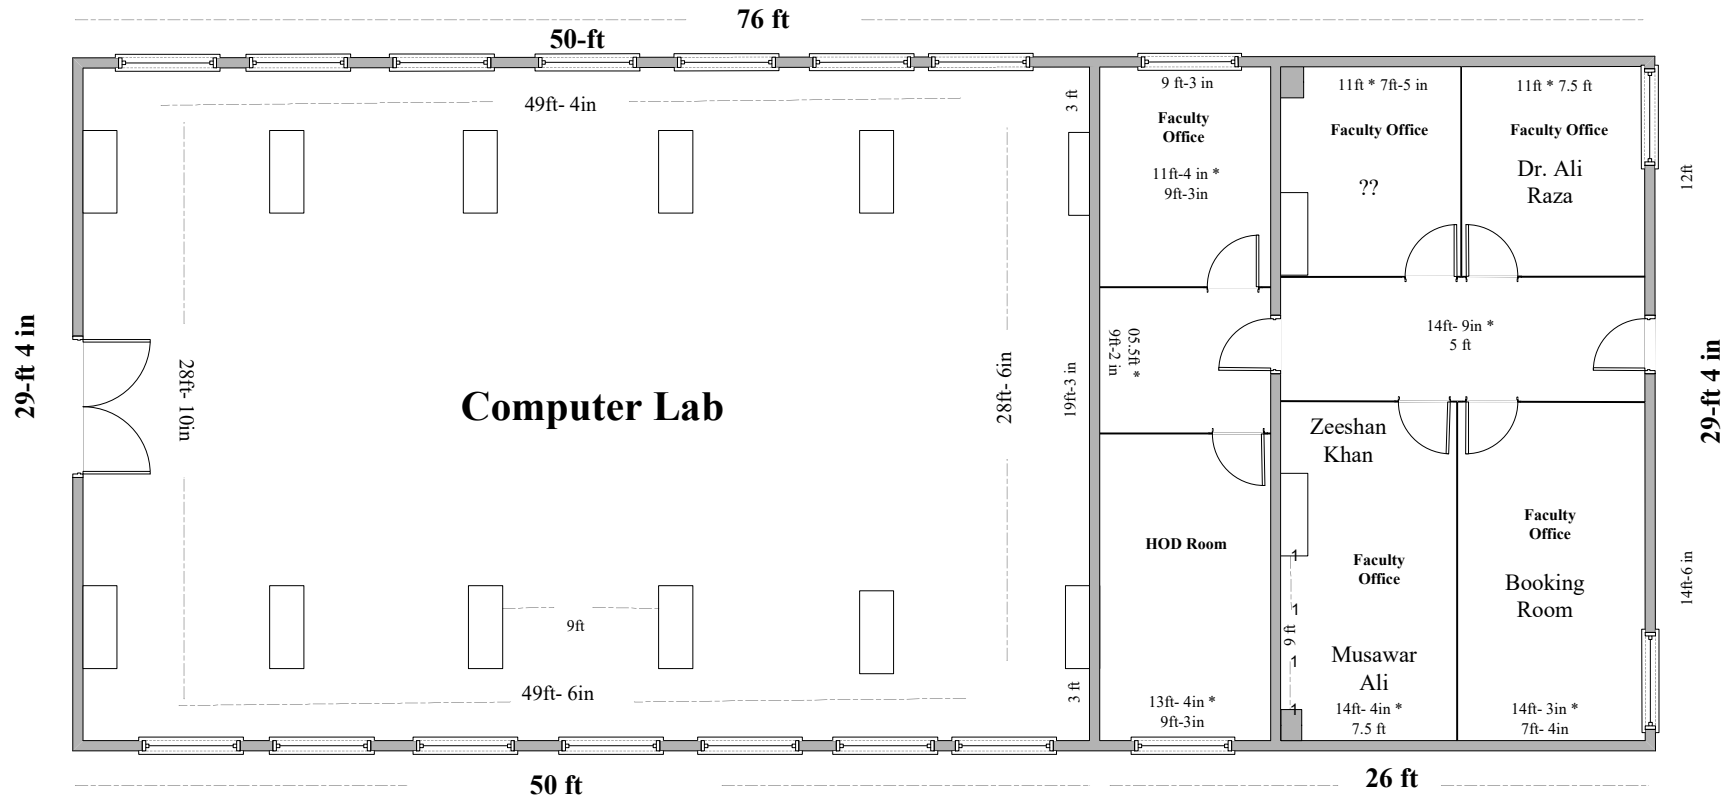 76 ft
50-ft
49ft- 4in
3 ft
9 ft-3 in
Faculty
Office
11ft-4 in *
9ft-3in
11ft * 7ft-5 in
Faculty Office
??
11ft * 7.5 ft
Faculty Office
Dr. Ali
Raza
12ft
29-ft 4 in
28ft- 10in
Computer Lab
28ft- 6in
19ft-3 in
05.5ft *
9ft-2 in
14ft- 9in *
5 ft
29-ft 4 in
Zeeshan
Khan
HOD Room
Faculty
Office
Faculty
Office
Booking
Room
14ft-6 in
1
1
9 ft
1
1
9ft
Musawar
Ali
49ft- 6in
3 ft
13ft- 4in *
9ft-3in
14ft- 4in *
7.5 ft
14ft- 3in *
7ft- 4in
50 ft
26 ft